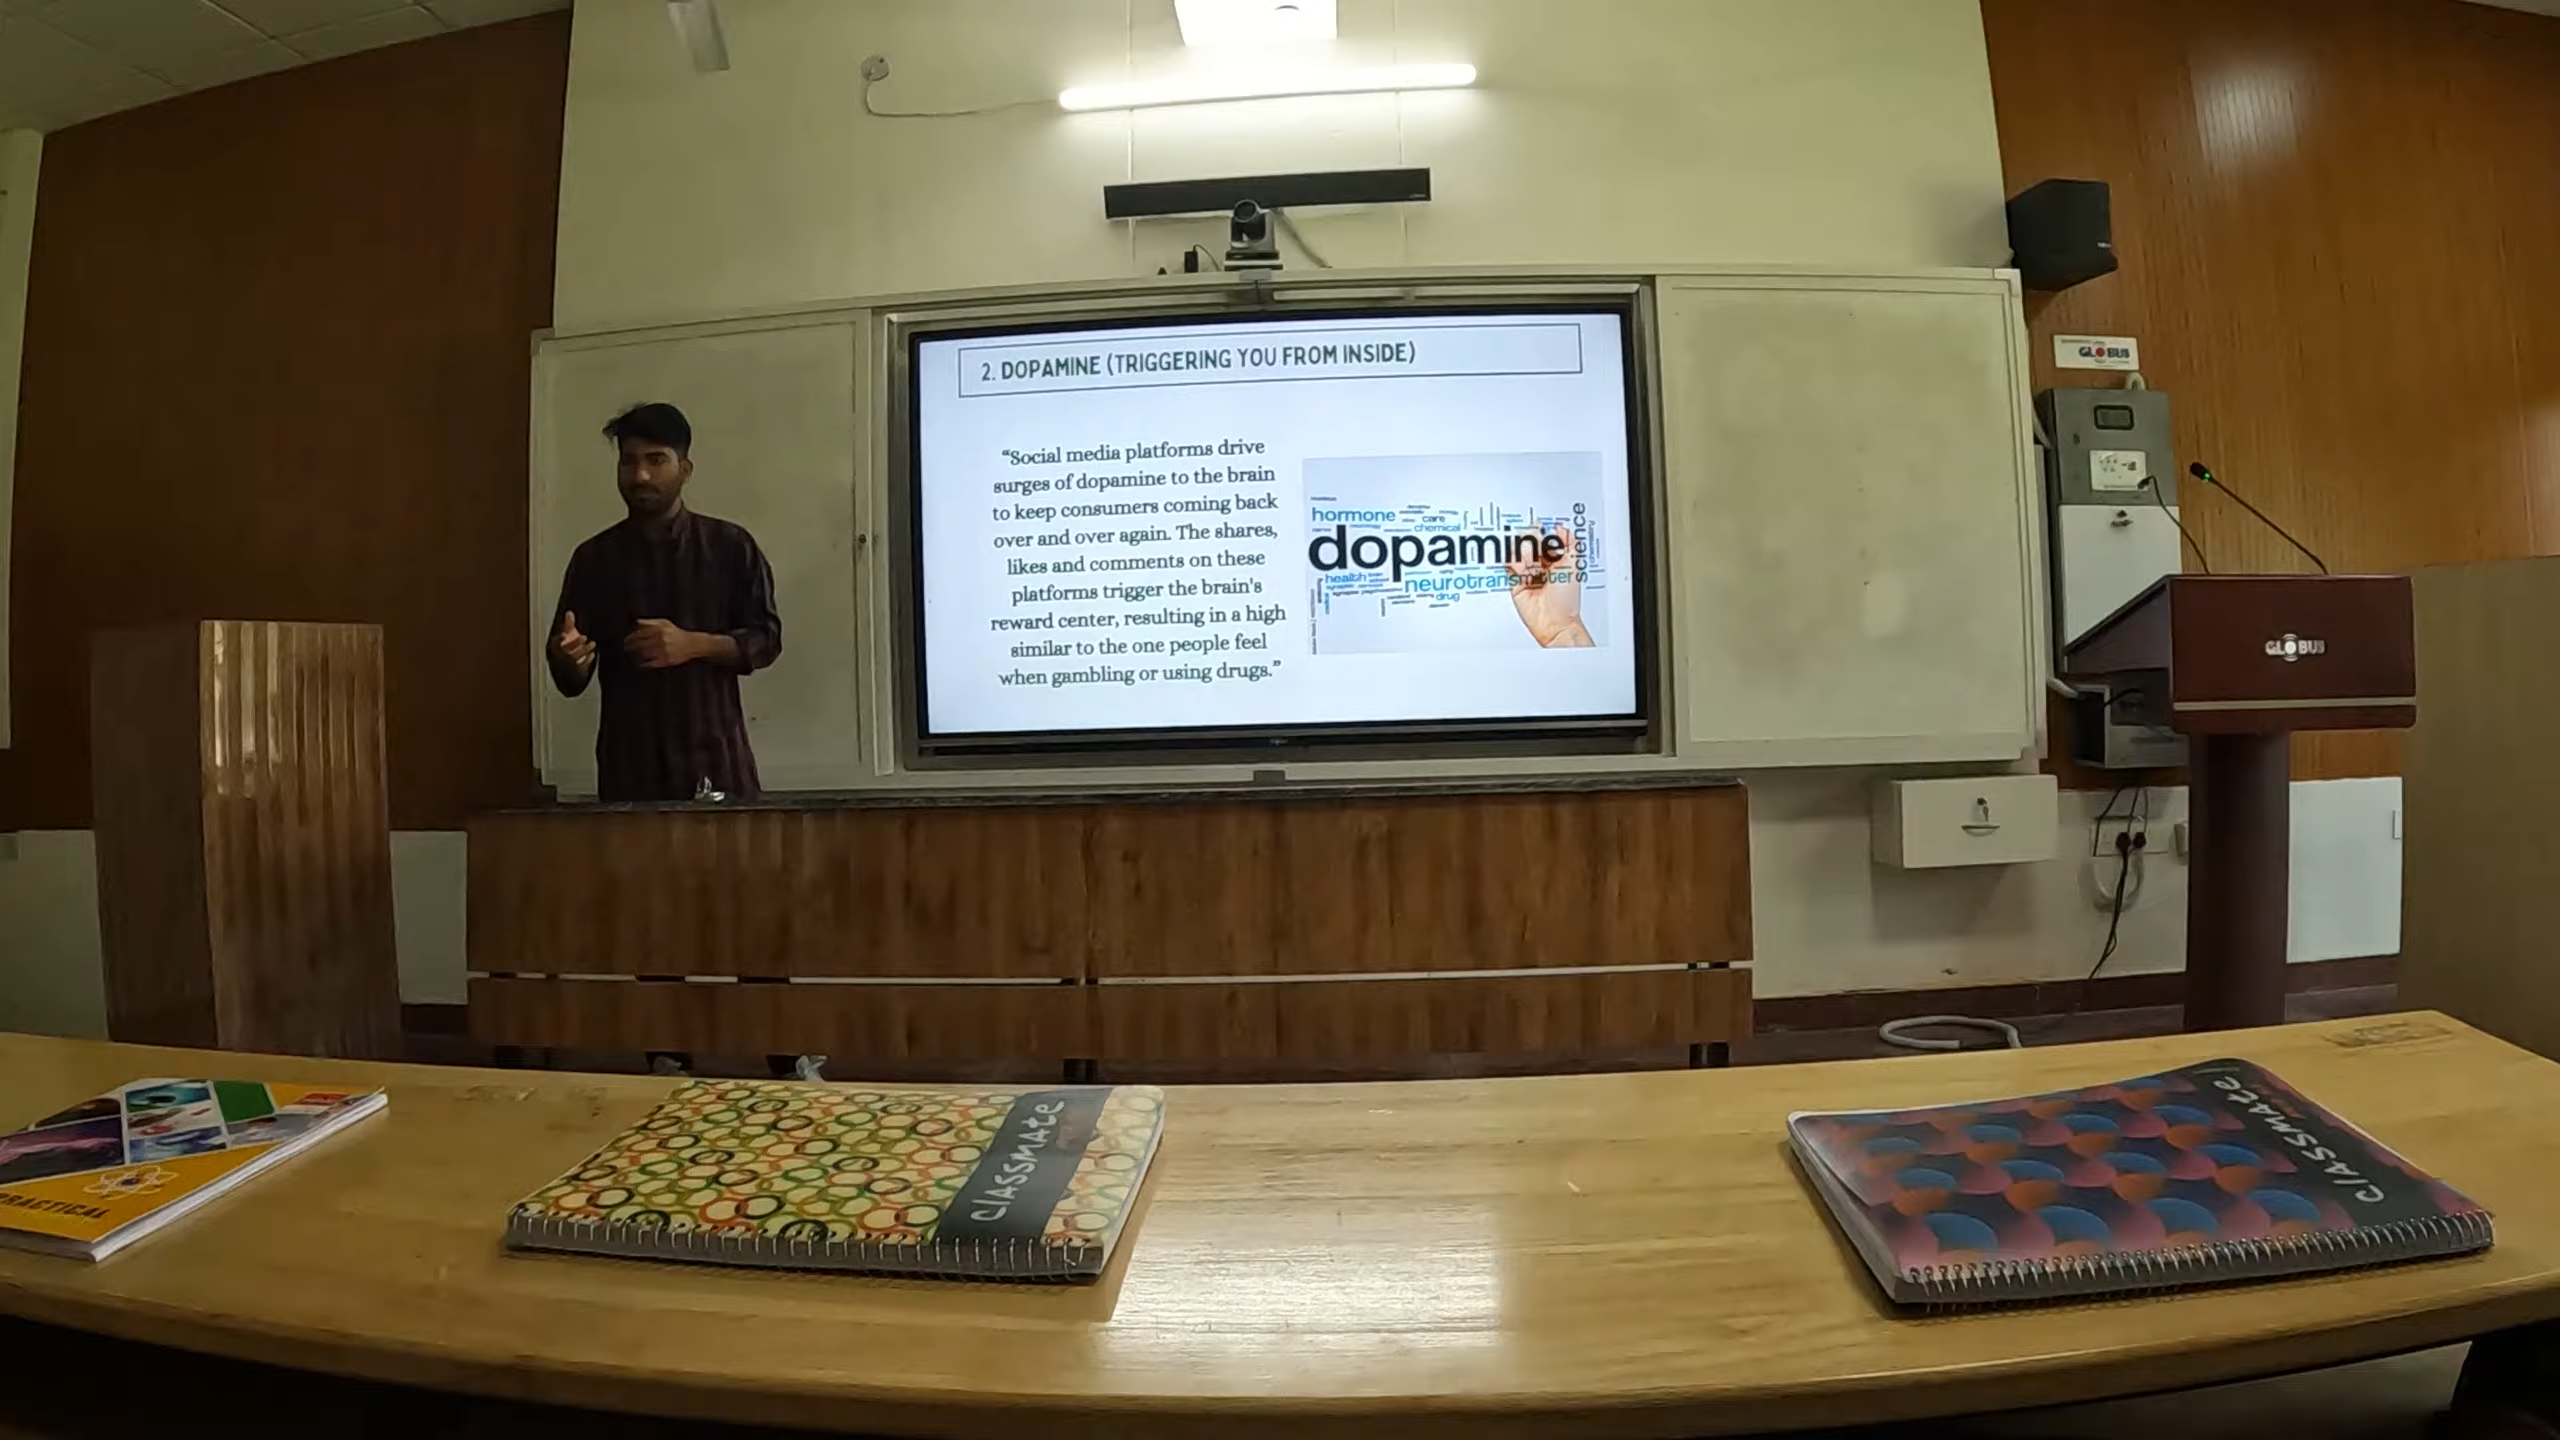 2. DOPAMINE (TRIGGERING YOU FROM INSIDE)
“Social media platforms drive
surges of dopamine to the brain
to keep consumers coming back
over and over again. The shares,
likes and comments on these
platforms trigger the brain's
reward center, resulting in a high
similar to the one people feel
when gambling or using drugs.”
hormone
care
chemical
dopamine
science
health
neurotransmitter
drug
GLOBUS
GLOBUS
PRACTICAL
classmate
classmate